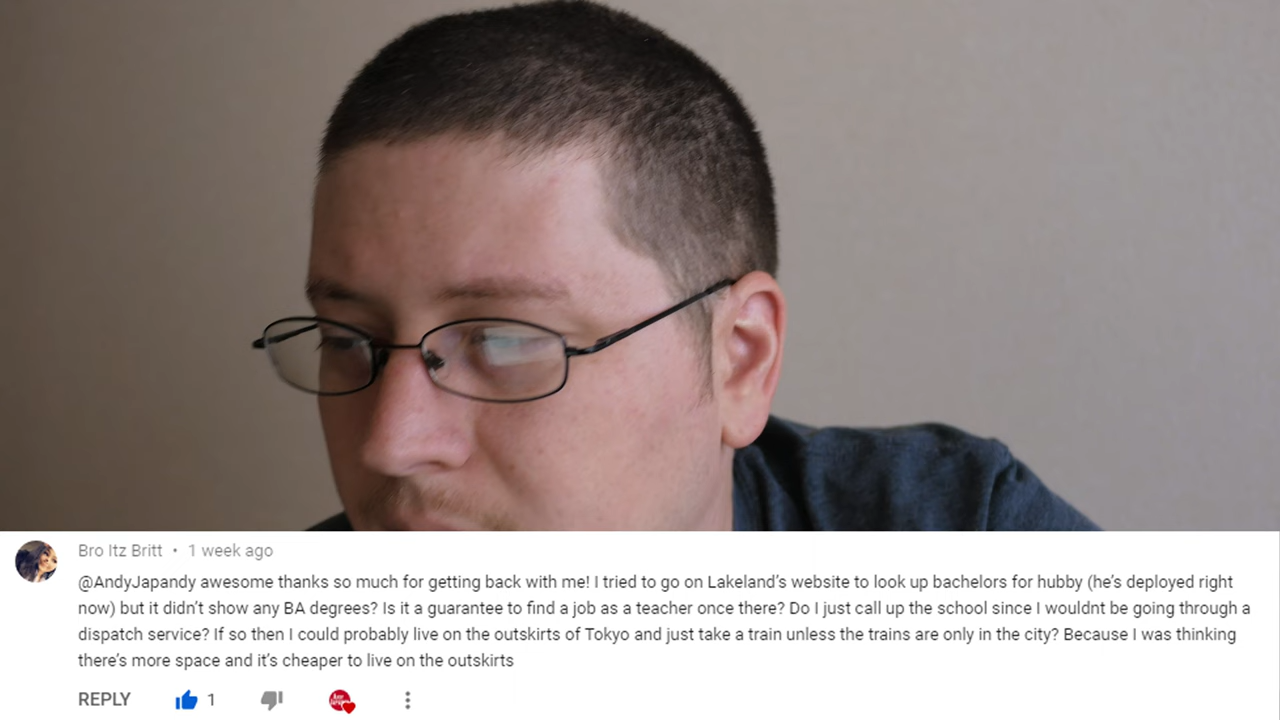 Bro Itz Britt • 1 week ago
@AndyJapandy awesome thanks so much for getting back with me! I tried to go on Lakeland's website to look up bachelors for hubby (he's deployed right
now) but it didn't show any BA degrees? Is it a guarantee to find a job as a teacher once there? Do I just call up the school since I wouldnt be going through a
dispatch service? If so then I could probably live on the outskirts of Tokyo and just take a train unless the trains are only in the city? Because I was thinking
there's more space and it's cheaper to live on the outskirts
REPLY 1